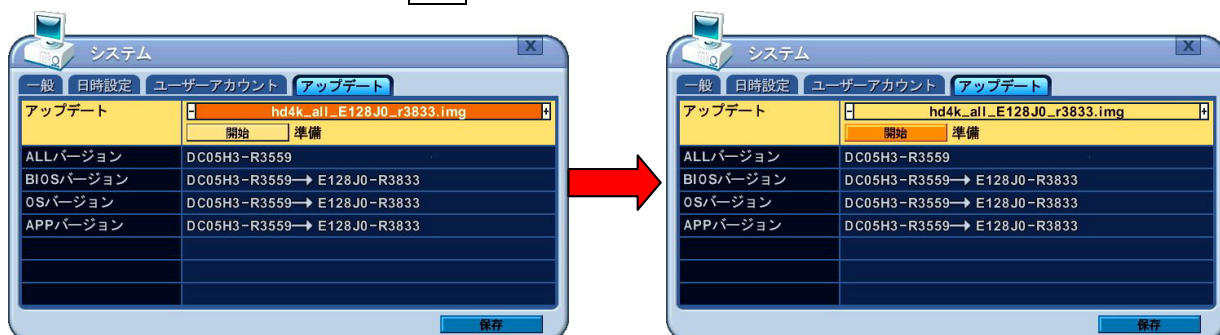 システム X
一般 日時設定 ユーザーアカウント アップデート
アップデート - hd4k_all_E128J0_r3833.img +
開始 準備
ALLバージョン DC05H3-R3559
BIOSバージョン DC05H3-R3559→ E128J0-R3833
OSバージョン DC05H3-R3559→ E128J0-R3833
APPバージョン DC05H3-R3559→ E128J0-R3833
保存
システム X
一般 日時設定 ユーザーアカウント アップデート
アップデート - hd4k_all_E128J0_r3833.img +
開始 準備
ALLバージョン DC05H3-R3559
BIOSバージョン DC05H3-R3559→ E128J0-R3833
OSバージョン DC05H3-R3559→ E128J0-R3833
APPバージョン DC05H3-R3559→ E128J0-R3833
保存